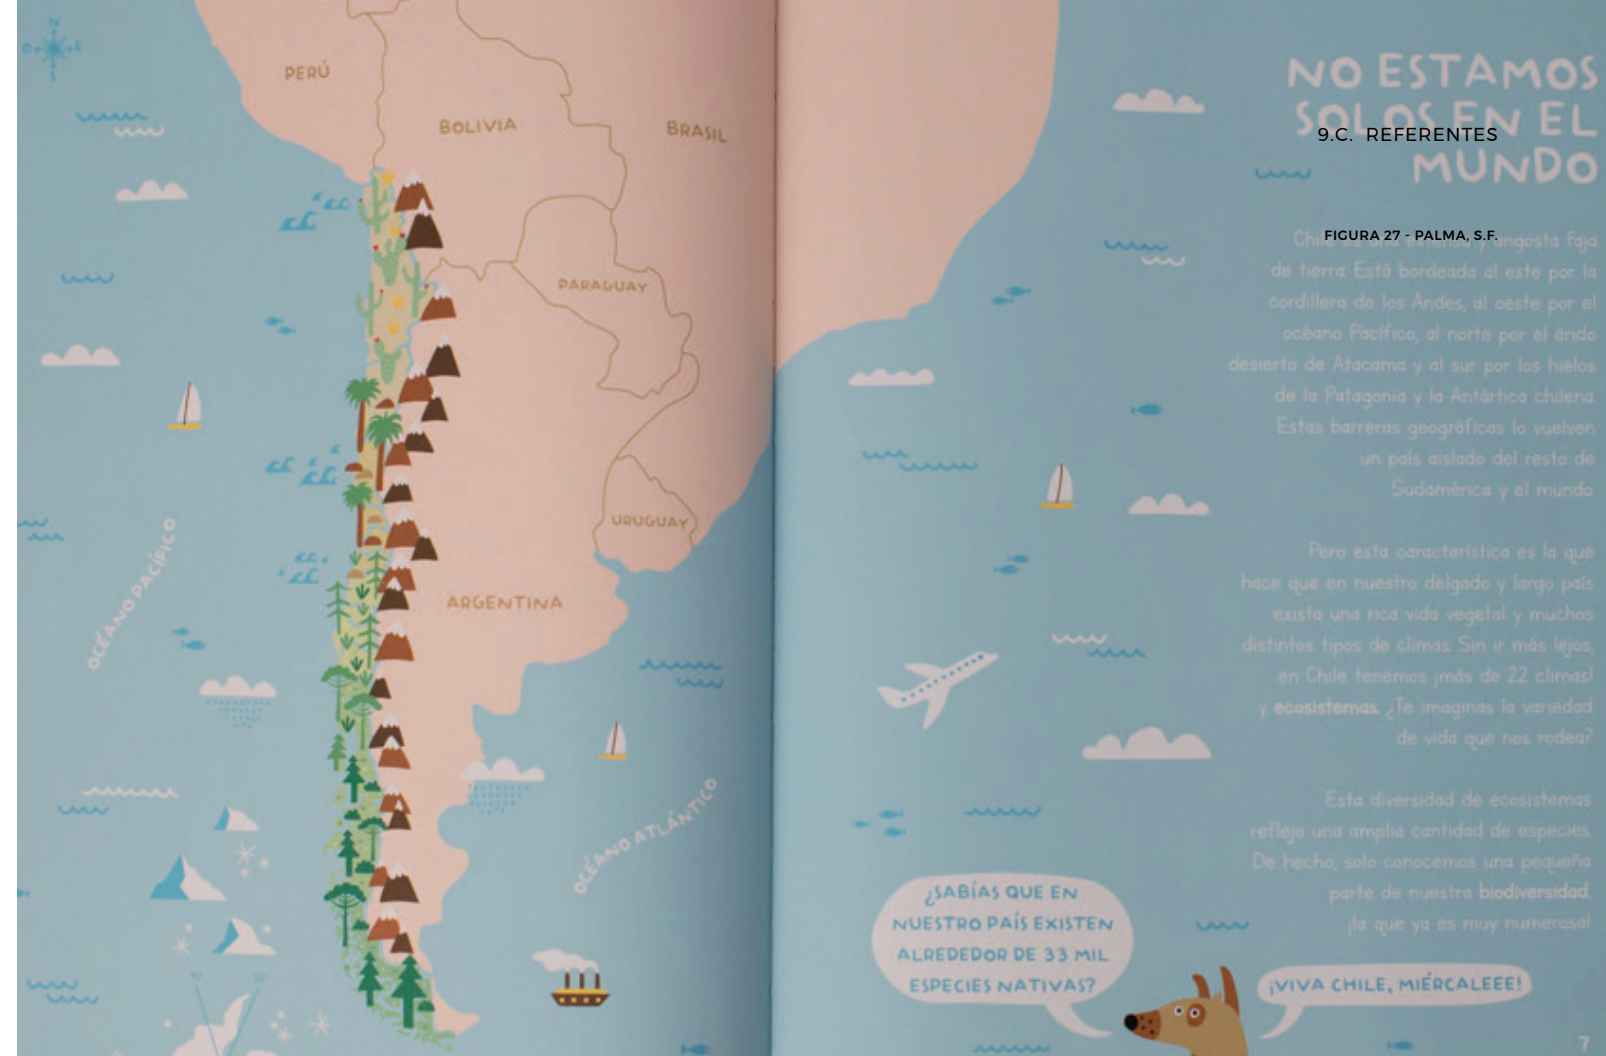 N
O
E
S
PERÚ
BOLIVIA
BRASIL
PARAGUAY
URUGUAY
ARGENTINA
OCÉANO PACÍFICO
OCÉANO ATLÁNTICO
NO ESTAMOS
SOLOS EN EL
MUNDO
9.C. REFERENTES
FIGURA 27 - PALMA, S.F.
Chile es una extensa y angosta faja
de tierra. Está bordeada al este por la
cordillera de los Andes, al oeste por el
océano Pacífico, al norte por el árido
desierto de Atacama y al sur por los hielos
de la Patagonia y la Antártica chilena.
Estas barreras geográficas lo vuelven
un país aislado del resto de
Sudamérica y el mundo.
Pero esta característica es la que
hace que en nuestro delgado y largo país
exista una rica vida vegetal y muchos
distintos tipos de climas. Sin ir más lejos,
en Chile tenemos ¡más de 22 climas!
y ecosistemas. ¿Te imaginas la variedad
de vida que nos rodea?
Esta diversidad de ecosistemas
refleja una amplia cantidad de especies.
De hecho, solo conocemos una pequeña
parte de nuestra biodiversidad,
¡la que ya es muy numerosa!
¿SABÍAS QUE EN
NUESTRO PAÍS EXISTEN
ALREDEDOR DE 33 MIL
ESPECIES NATIVAS?
¡VIVA CHILE, MIÉRCALEEE!
7